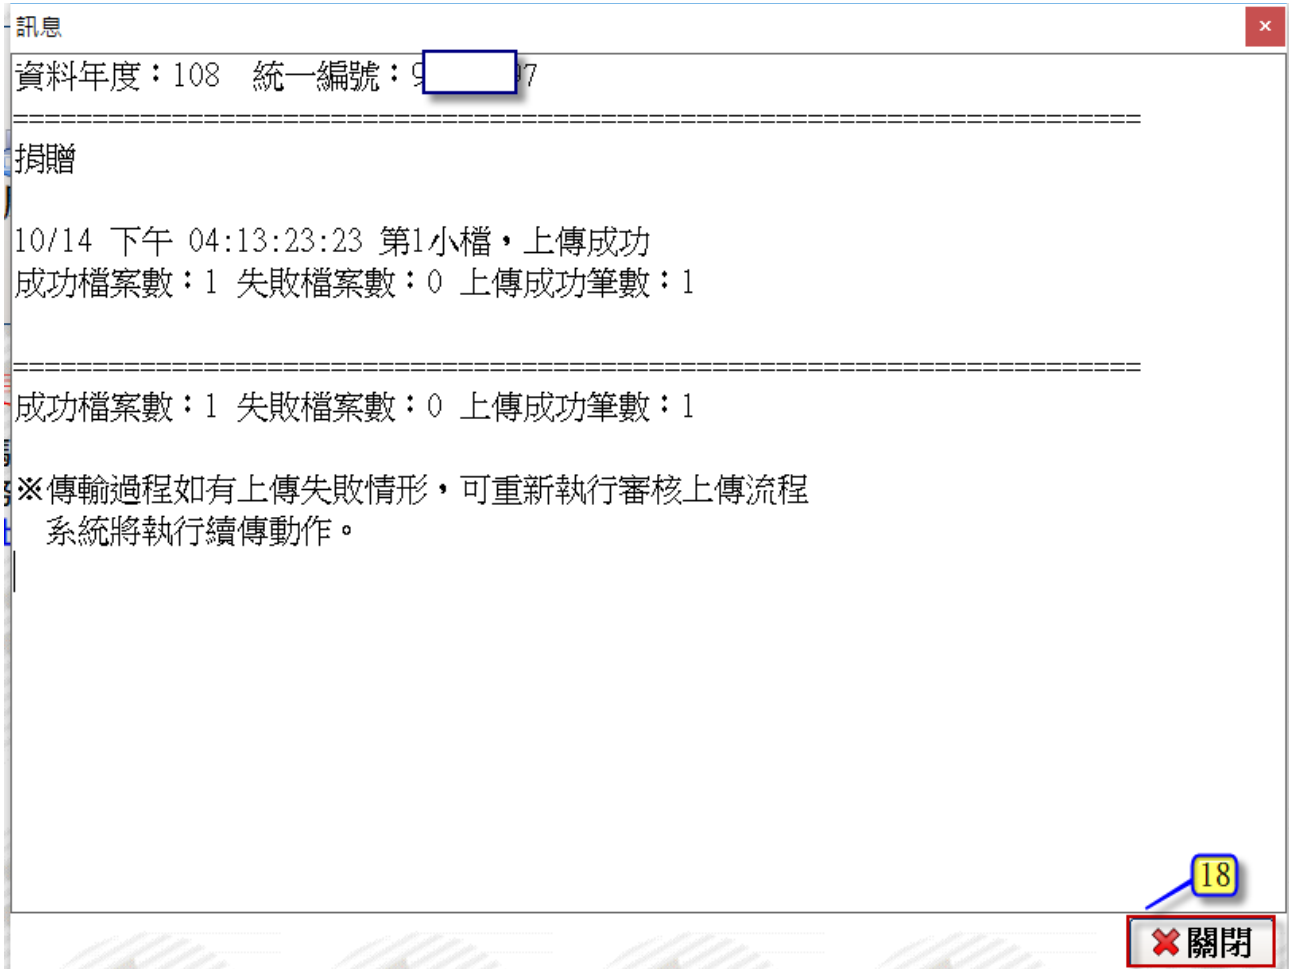 訊息
資料年度：108 統一編號：9 97
======================================================================
捐贈
10/14 下午 04:13:23:23 第1小檔，上傳成功
成功檔案數：1 失敗檔案數：0 上傳成功筆數：1
======================================================================
成功檔案數：1 失敗檔案數：0 上傳成功筆數：1
※傳輸過程如有上傳失敗情形，可重新執行審核上傳流程
系統將執行續傳動作。
18
關閉